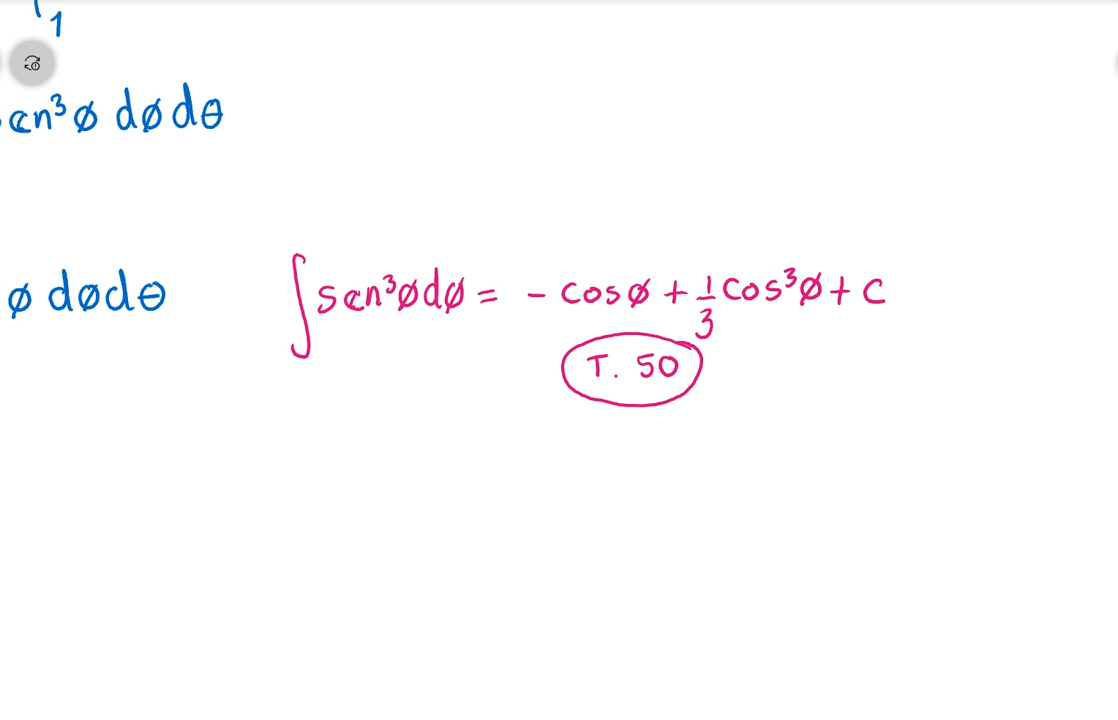 1
sen³ø dø dθ
ø dø dθ
∫ sen³ø dø = - cos ø + 1/3 cos³ø + c
T. 50